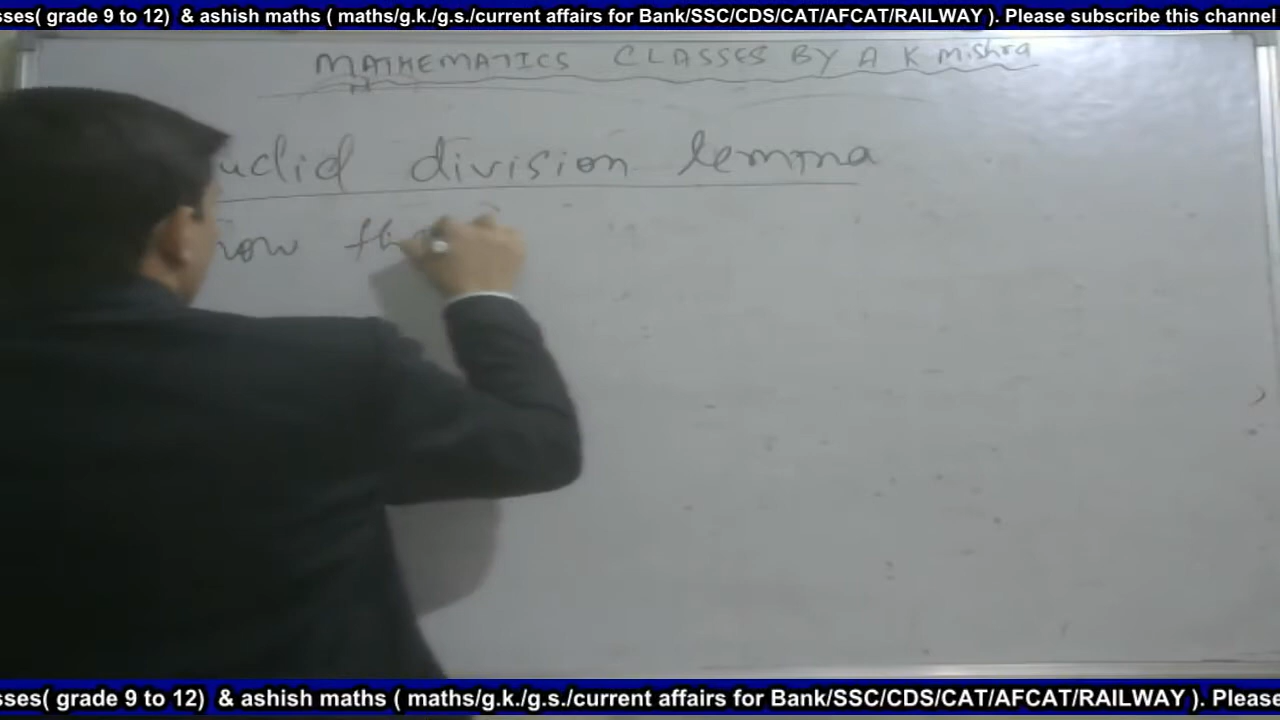 sses( grade 9 to 12) & ashish maths ( maths/g.k./g.s./current affairs for Bank/SSC/CDS/CAT/AFCAT/RAILWAY ). Please subscribe this channel
MATHEMATICS CLASSES BY A K Mishra
uclid division lemma
how th
sses( grade 9 to 12) & ashish maths ( maths/g.k./g.s./current affairs for Bank/SSC/CDS/CAT/AFCAT/RAILWAY ). Please